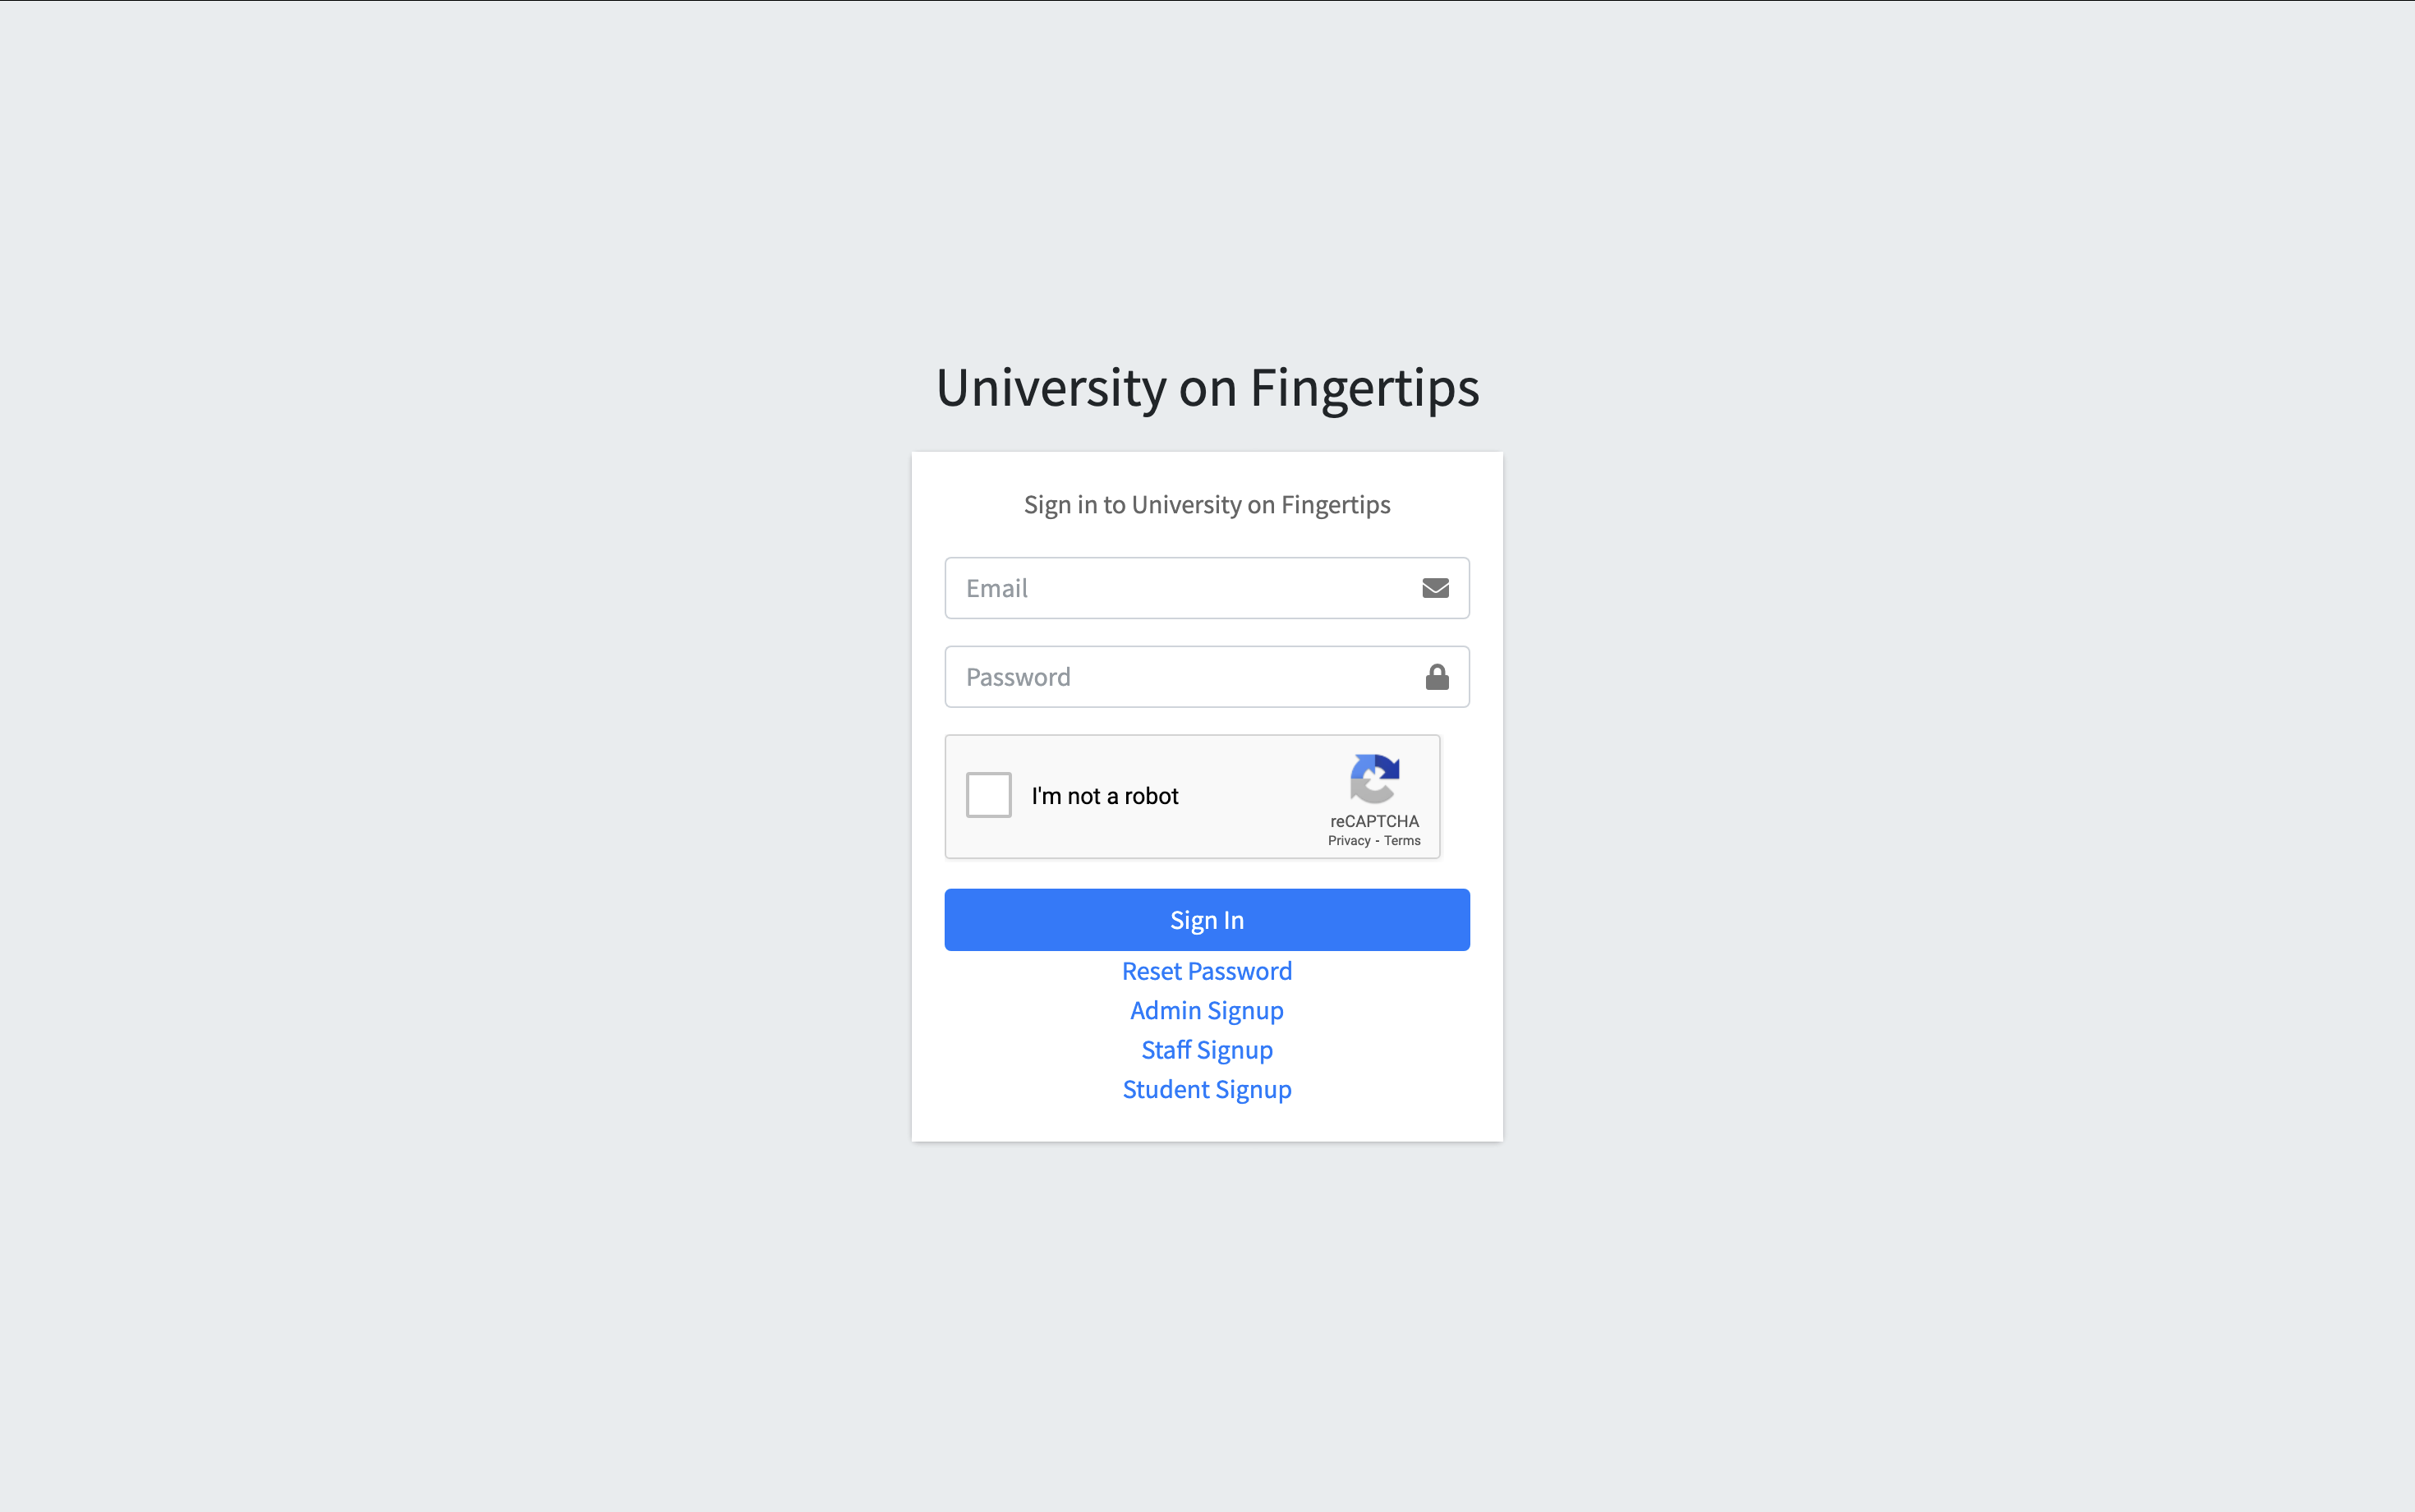 University on Fingertips
Sign in to University on Fingertips
Email
Password
I'm not a robot
reCAPTCHA
Privacy - Terms
Sign In
Reset Password
Admin Signup
Staff Signup
Student Signup